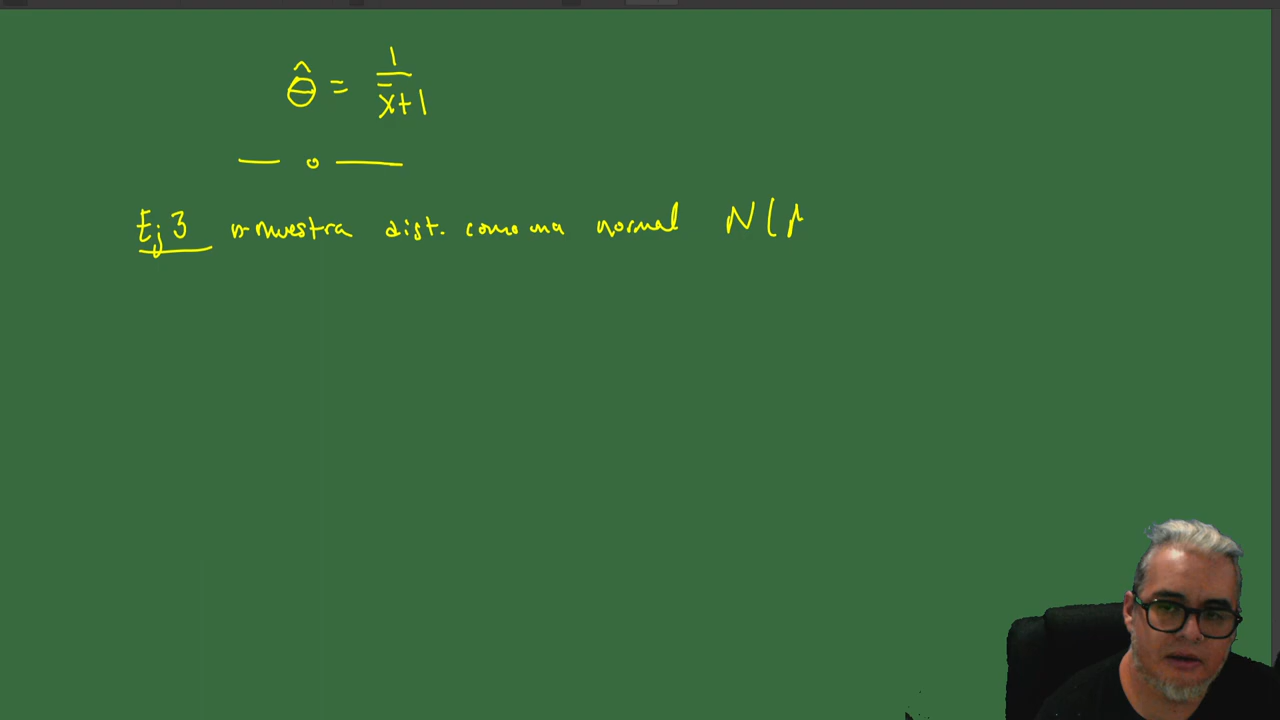 θ̂ = 1/(x̄+1)
— o —
Ej 3 n-muestra dist. como una normal N(μ